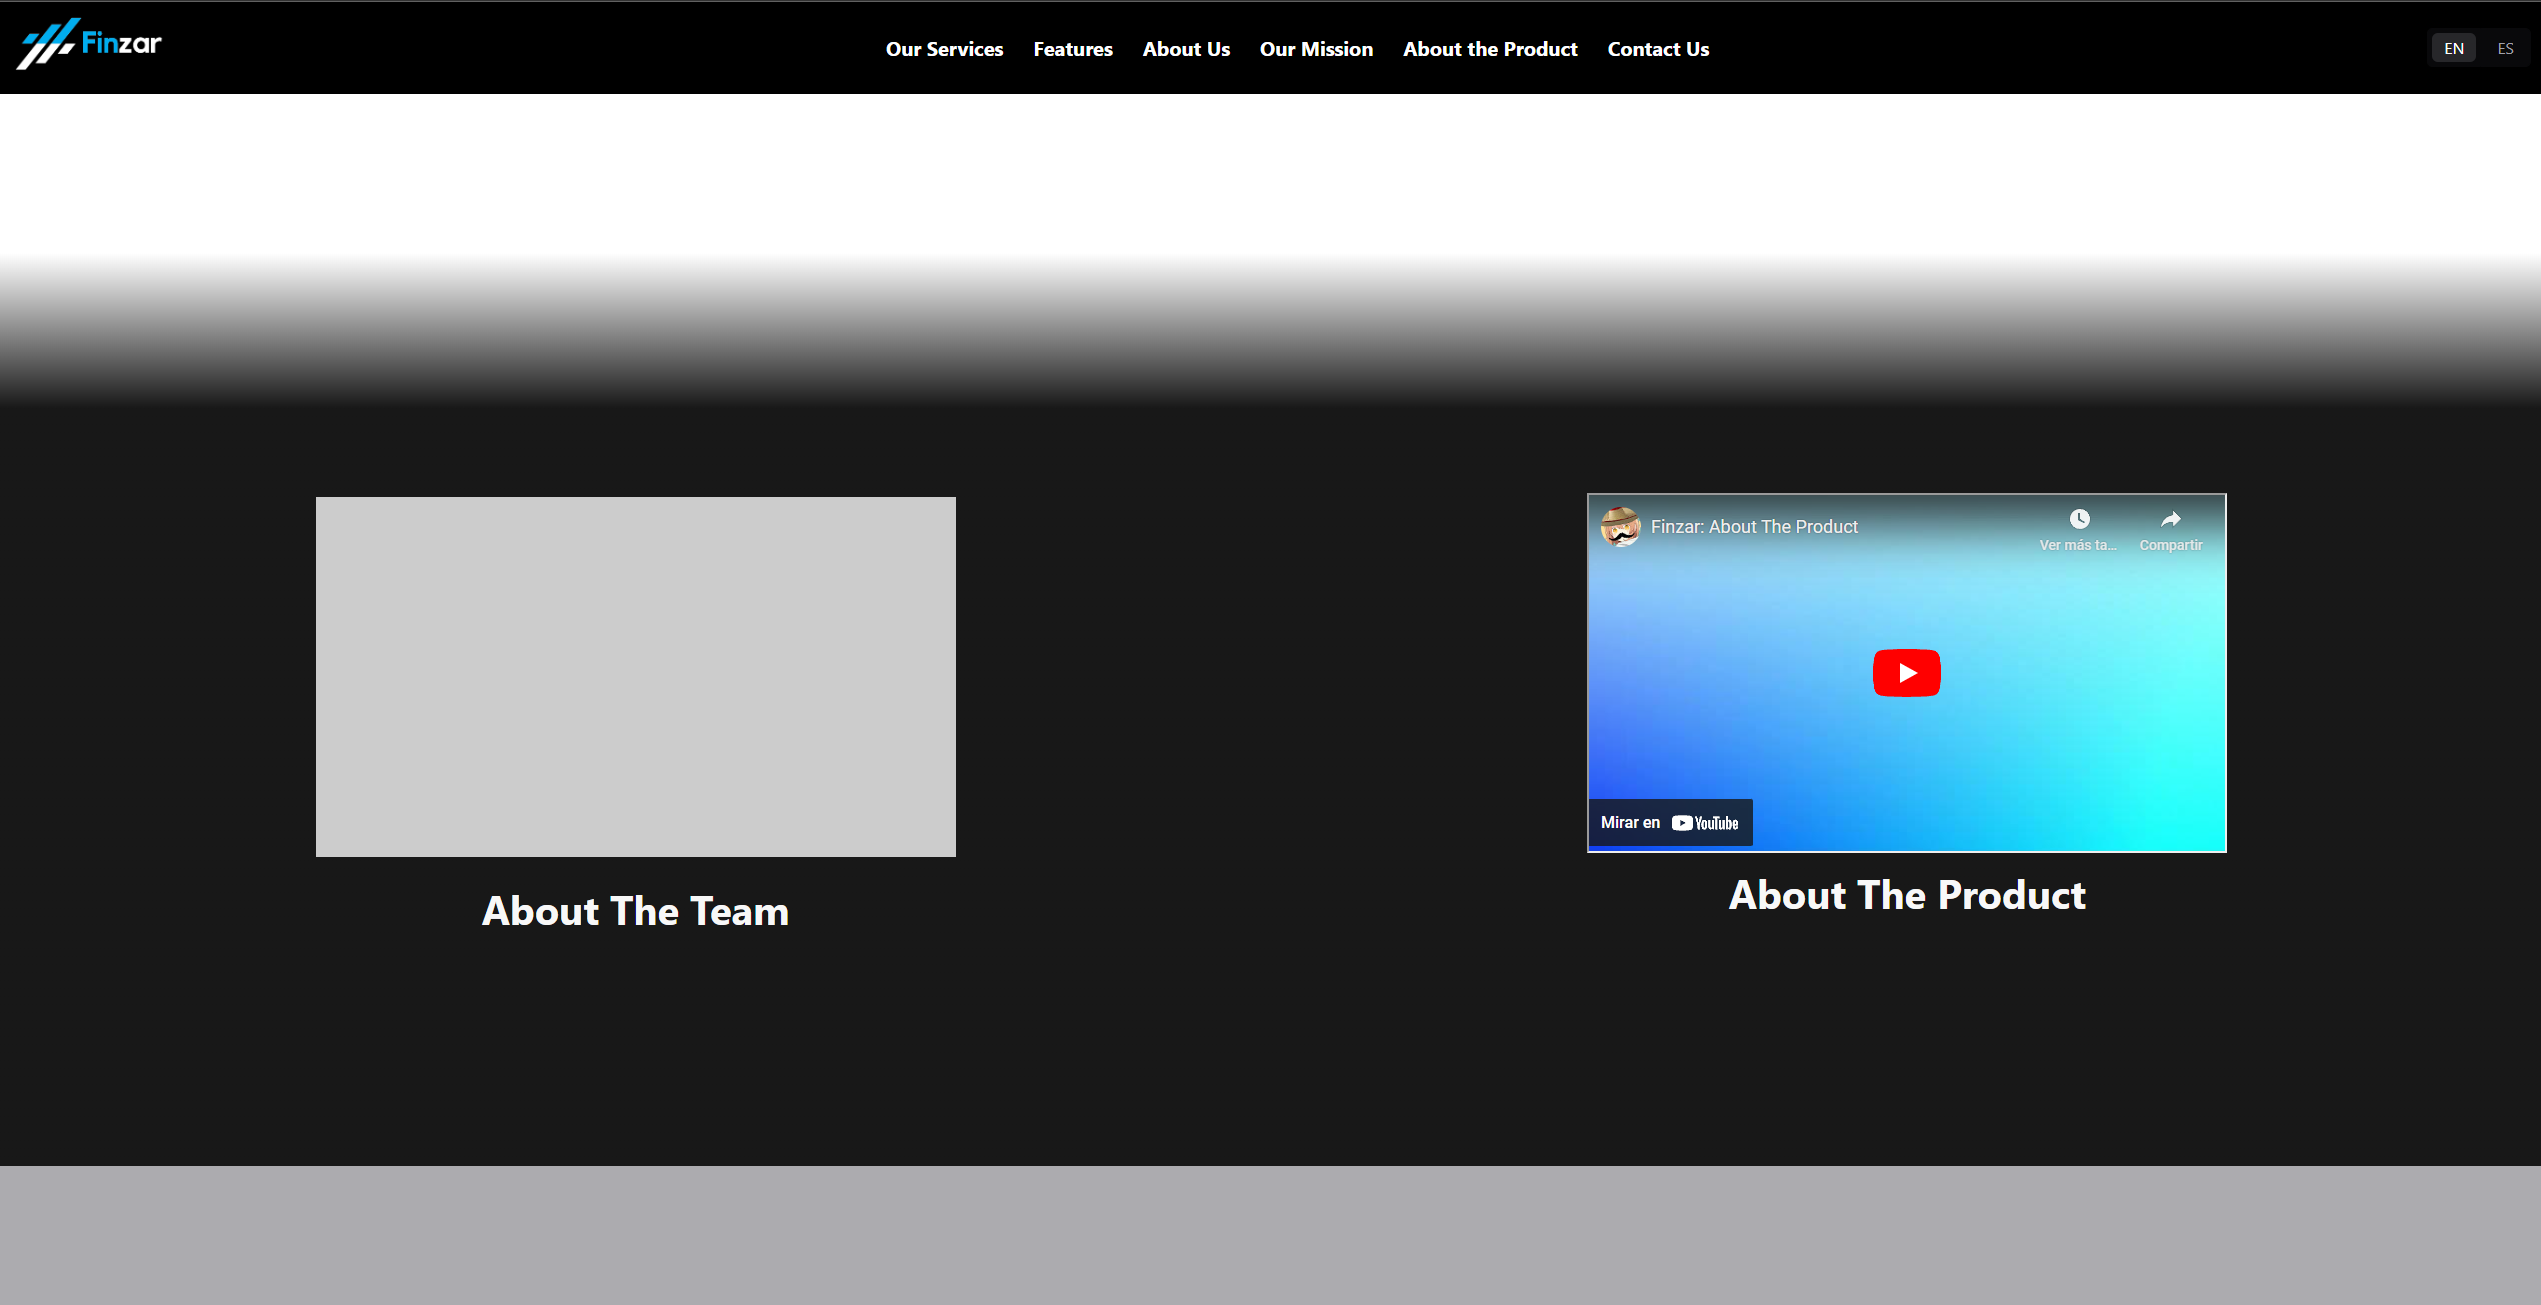 Finzar
Our Services Features About Us Our Mission About the Product Contact Us
EN ES
Finzar: About The Product
Ver más ta...
Compartir
Mirar en YouTube
About The Team
About The Product